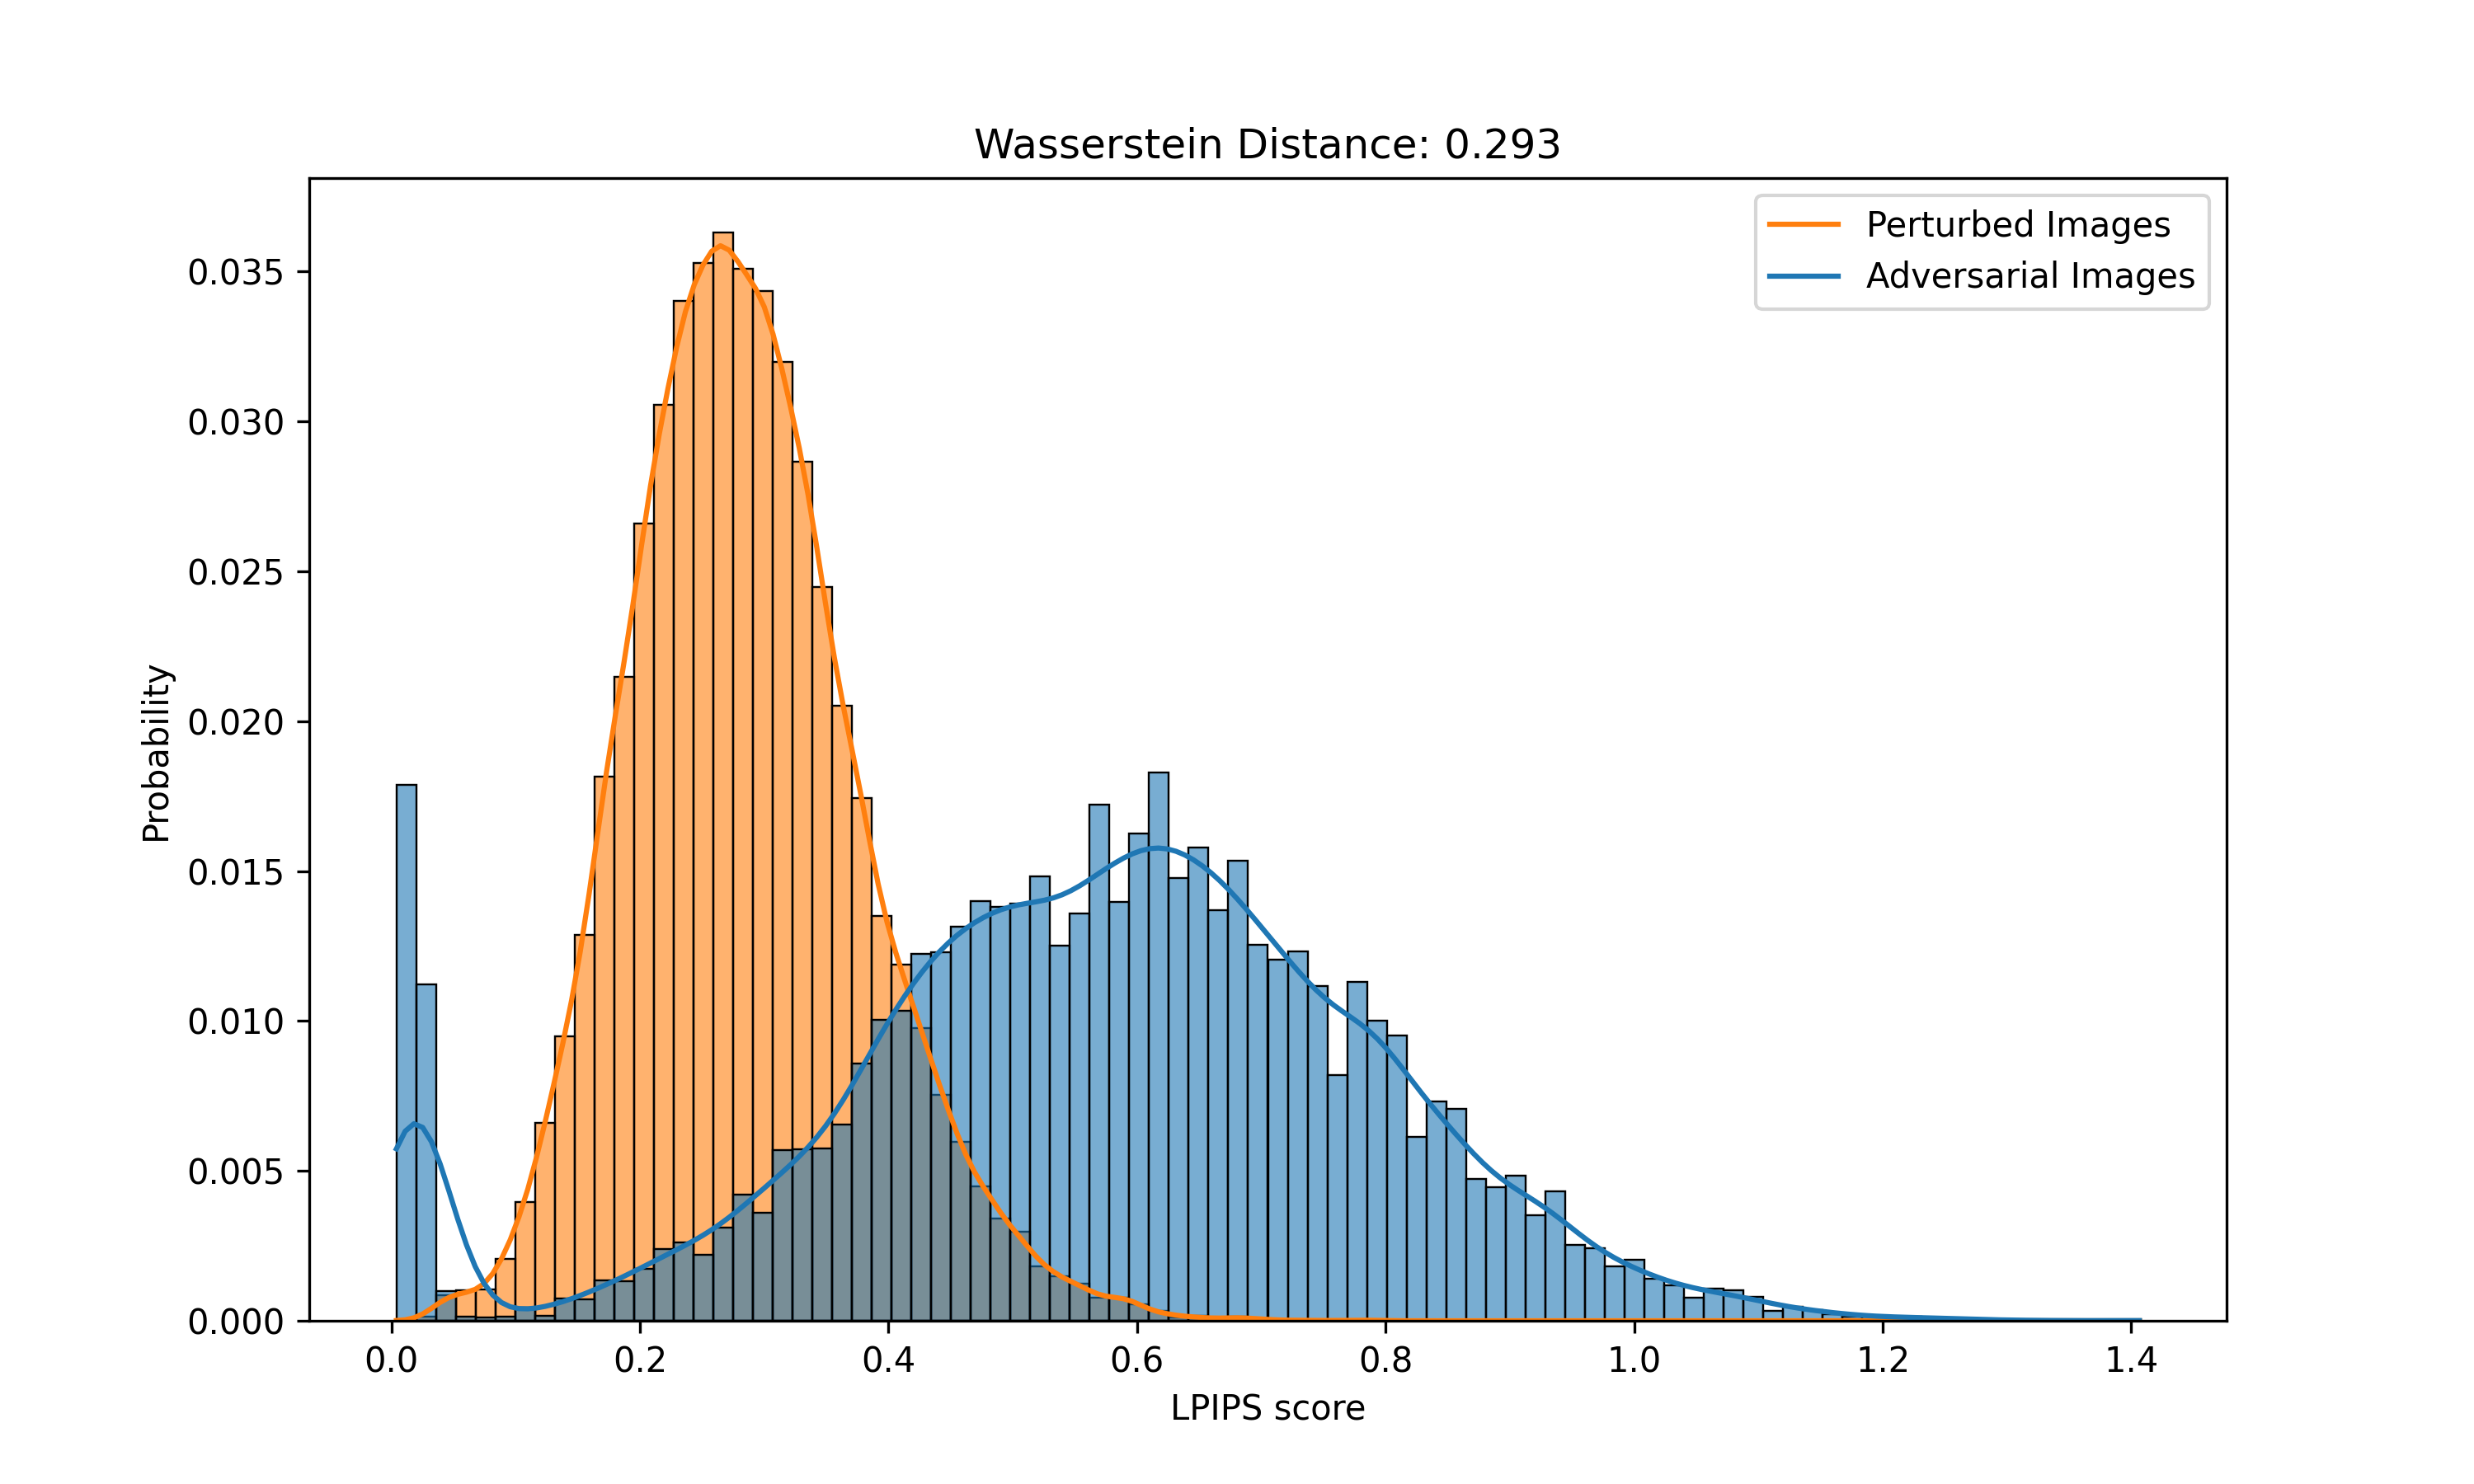 Wasserstein Distance: 0.293
Perturbed Images
Adversarial Images
0.035
0.030
0.025
0.020
0.015
0.010
0.005
0.000
Probability
0.0 0.2 0.4 0.6 0.8 1.0 1.2 1.4
LPIPS score